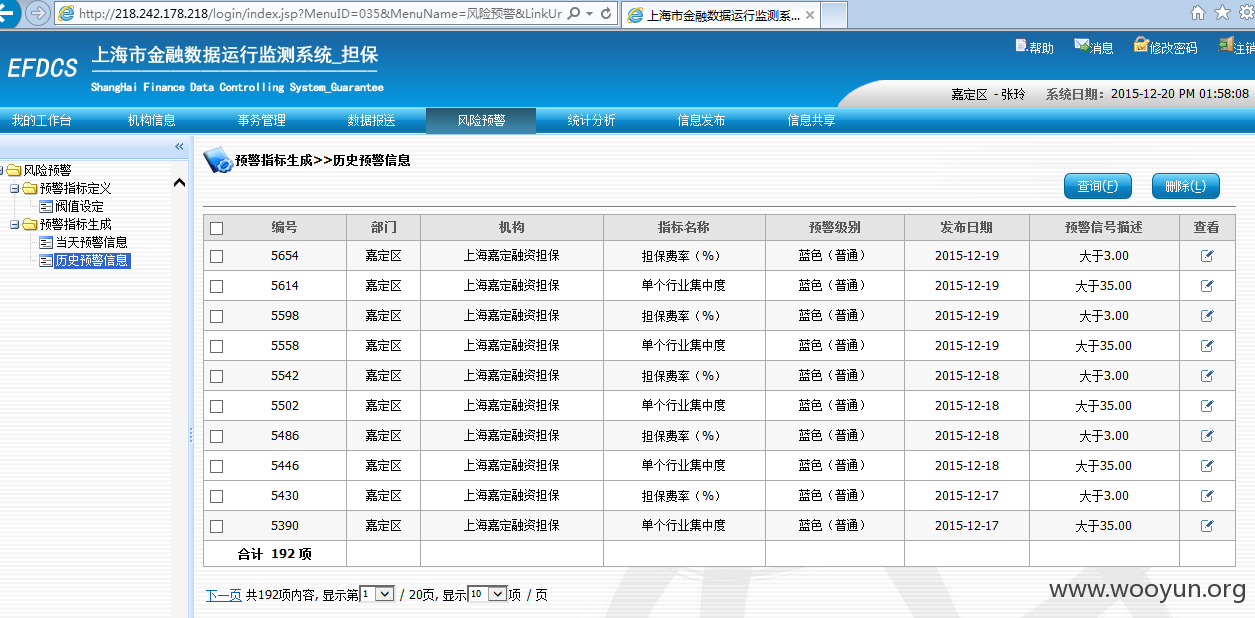 http://218.242.178.218/login/index.jsp?MenuID=035&MenuName=风险预警&LinkUr
上海市金融数据运行监测系...
EFDCS
上海市金融数据运行监测系统_担保
ShangHai Finance Data Controlling System_Guarantee
帮助 消息 修改密码 注销
嘉定区 - 张玲 系统日期: 2015-12-20 PM 01:58:08
我的工作台 机构信息 事务管理 数据报送 风险预警 统计分析 信息发布 信息共享
风险预警
预警指标定义
阀值设定
预警指标生成
当天预警信息
历史预警信息
预警指标生成>>历史预警信息
查询(F) 删除(L)
编号 部门 机构 指标名称 预警级别 发布日期 预警信号描述 查看
5654 嘉定区 上海嘉定融资担保 担保费率（%） 蓝色（普通） 2015-12-19 大于3.00
5614 嘉定区 上海嘉定融资担保 单个行业集中度 蓝色（普通） 2015-12-19 大于35.00
5598 嘉定区 上海嘉定融资担保 担保费率（%） 蓝色（普通） 2015-12-19 大于3.00
5558 嘉定区 上海嘉定融资担保 单个行业集中度 蓝色（普通） 2015-12-19 大于35.00
5542 嘉定区 上海嘉定融资担保 担保费率（%） 蓝色（普通） 2015-12-18 大于3.00
5502 嘉定区 上海嘉定融资担保 单个行业集中度 蓝色（普通） 2015-12-18 大于35.00
5486 嘉定区 上海嘉定融资担保 担保费率（%） 蓝色（普通） 2015-12-18 大于3.00
5446 嘉定区 上海嘉定融资担保 单个行业集中度 蓝色（普通） 2015-12-18 大于35.00
5430 嘉定区 上海嘉定融资担保 担保费率（%） 蓝色（普通） 2015-12-17 大于3.00
5390 嘉定区 上海嘉定融资担保 单个行业集中度 蓝色（普通） 2015-12-17 大于35.00
合计 192 项
下一页 共192项内容, 显示第 1 / 20页, 显示 10 项 / 页
www.wooyun.org